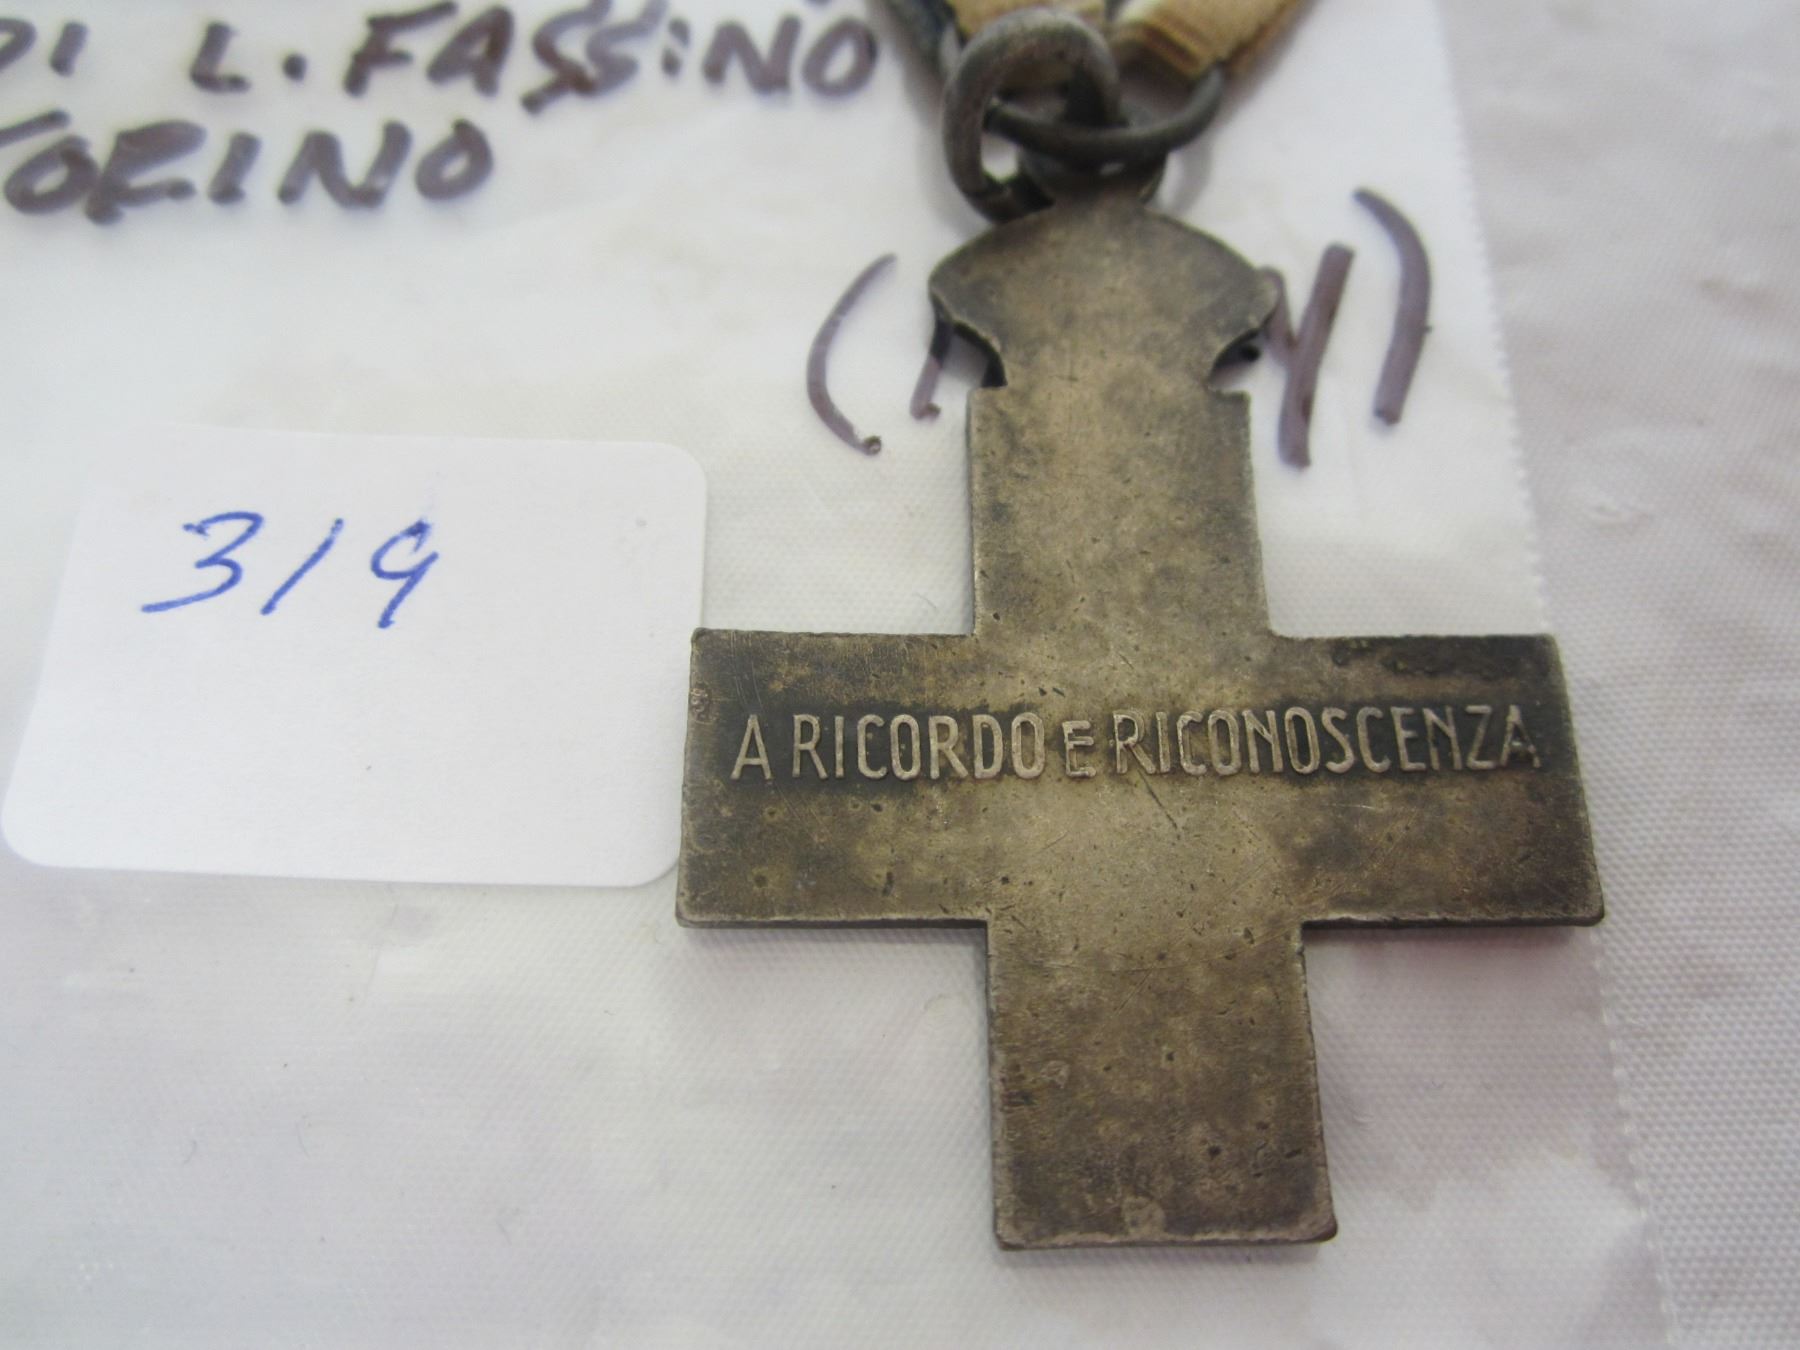 DI L. FASSINO
TORINO
319
A RICORDO E RICONOSCENZA